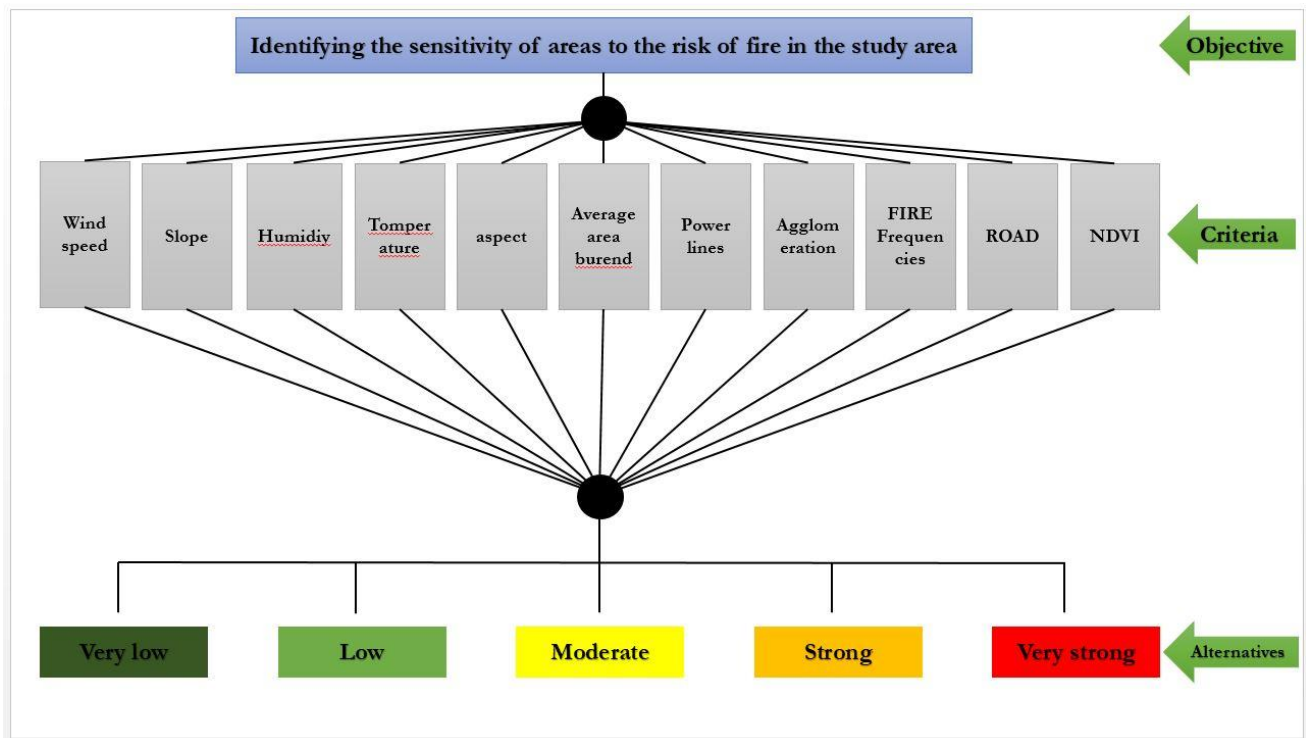 Identifying the sensitivity of areas to the risk of fire in the study area
Objective
Wind
speed
Slope
Humidiy
Tomper
ature
aspect
Average
area
burend
Power
lines
Agglom
eration
FIRE
Frequen
cies
ROAD
NDVI
Criteria
Very low
Low
Moderate
Strong
Very strong
Alternatives